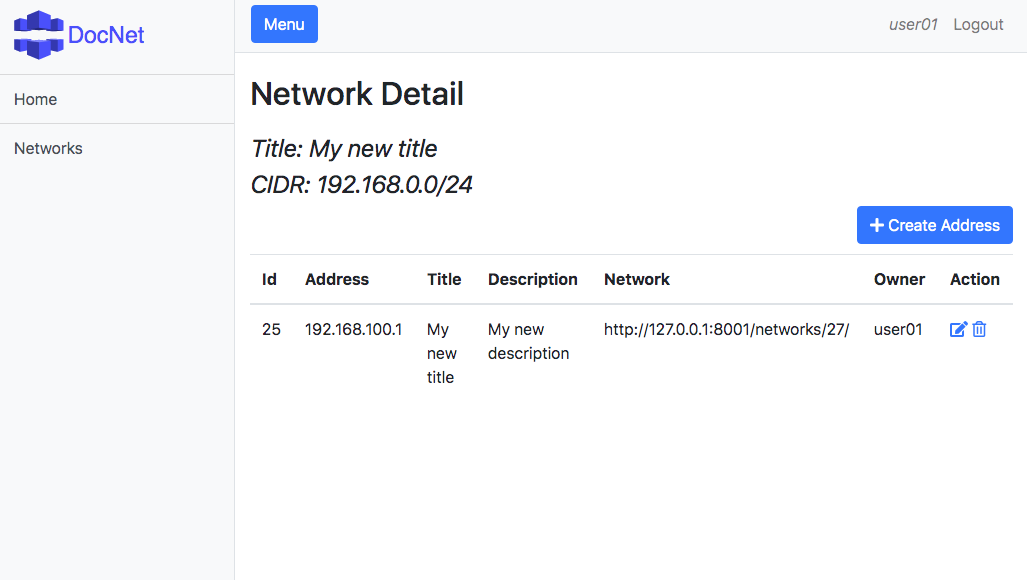 DocNet
Menu
user01 Logout
Home
Networks
Network Detail
Title: My new title
CIDR: 192.168.0.0/24
Create Address
Id Address Title Description Network Owner Action
25 192.168.100.1 My My new http://127.0.0.1:8001/networks/27/ user01
new description
title